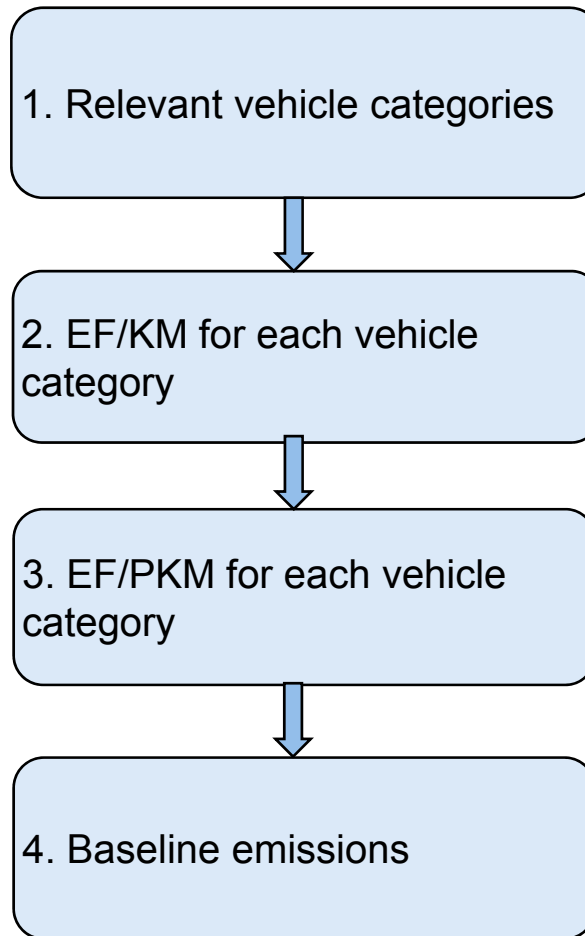 1. Relevant vehicle categories
2. EF/KM for each vehicle
category
3. EF/PKM for each vehicle
category
4. Baseline emissions